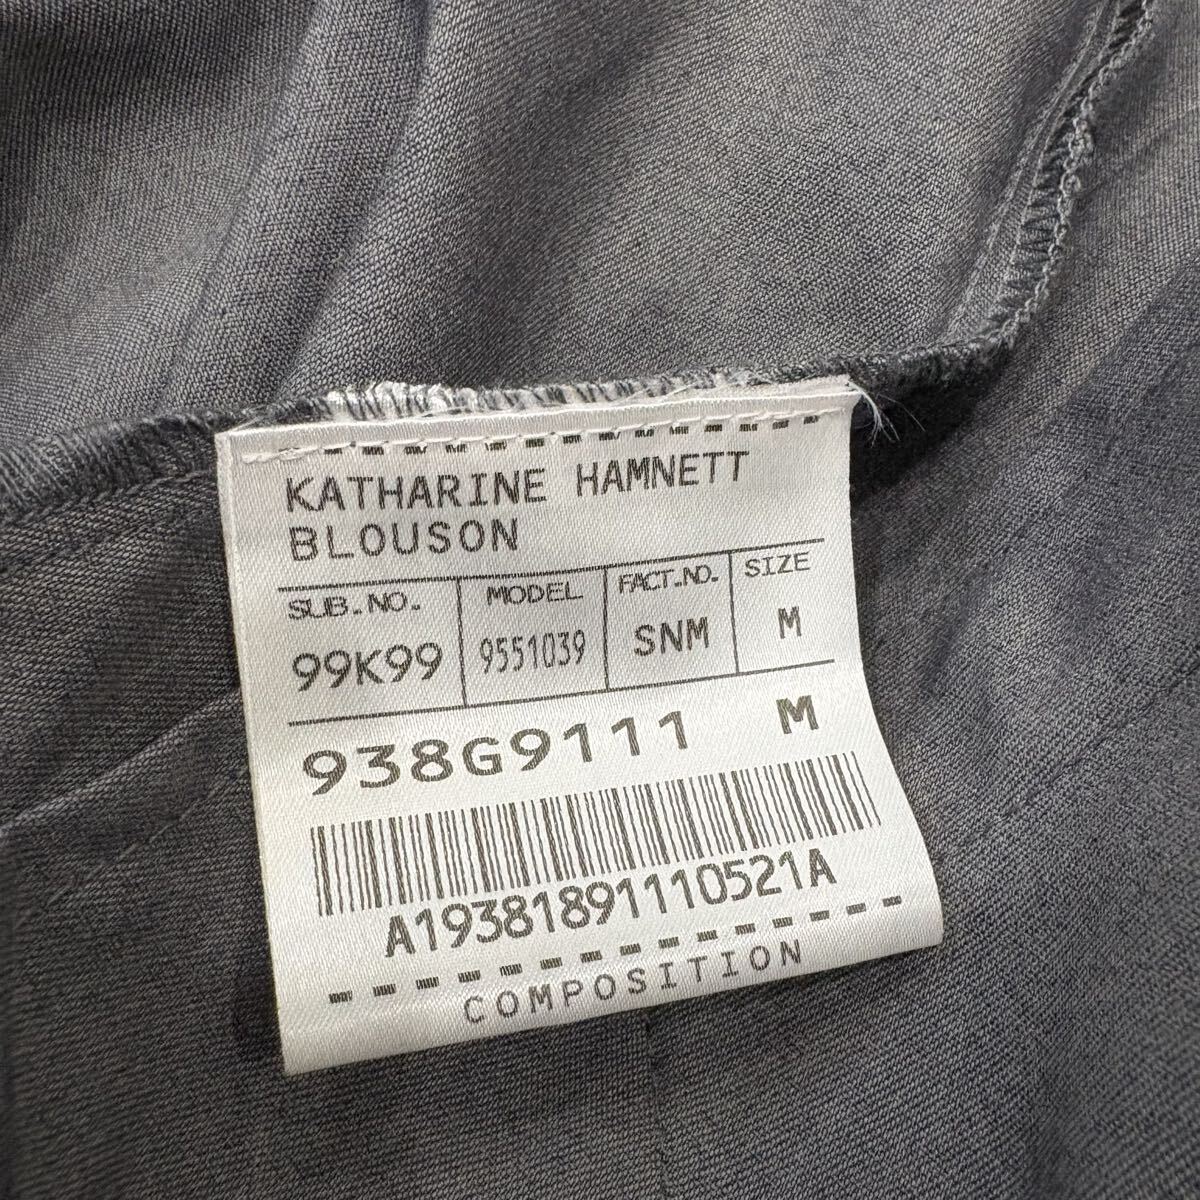 KATHARINE HAMNETT
BLOUSON
SUB.NO. MODEL FACT.NO. SIZE
99K99 9551039 SNM M
938G9111 M
A19381891110521A
COMPOSITION